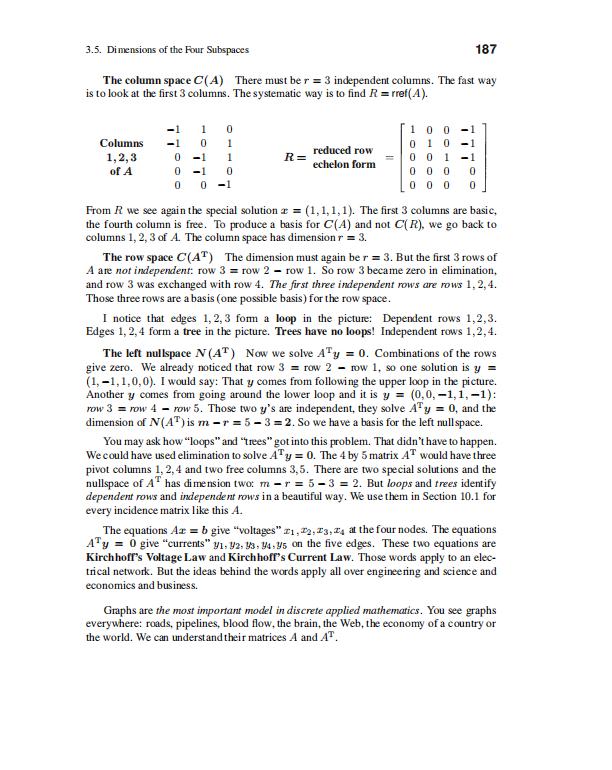 3.5. Dimensions of the Four Subspaces 187
The column space C(A) There must be r = 3 independent columns. The fast way
is to look at the first 3 columns. The systematic way is to find R = rref(A).
Columns
1, 2, 3
of A
−1 1 0
−1 0 1
0 −1 1
0 −1 0
0 0 −1
R = reduced row
echelon form =
1 0 0 −1
0 1 0 −1
0 0 1 −1
0 0 0 0
0 0 0 0
From R we see again the special solution x = (1, 1, 1, 1). The first 3 columns are basic,
the fourth column is free. To produce a basis for C(A) and not C(R), we go back to
columns 1, 2, 3 of A. The column space has dimension r = 3.
The row space C(Aᵀ) The dimension must again be r = 3. But the first 3 rows of
A are not independent: row 3 = row 2 − row 1. So row 3 became zero in elimination,
and row 3 was exchanged with row 4. The first three independent rows are rows 1, 2, 4.
Those three rows are a basis (one possible basis) for the row space.
I notice that edges 1, 2, 3 form a loop in the picture: Dependent rows 1, 2, 3.
Edges 1, 2, 4 form a tree in the picture. Trees have no loops! Independent rows 1, 2, 4.
The left nullspace N(Aᵀ) Now we solve Aᵀy = 0. Combinations of the rows
give zero. We already noticed that row 3 = row 2 − row 1, so one solution is y =
(1, −1, 1, 0, 0). I would say: That y comes from following the upper loop in the picture.
Another y comes from going around the lower loop and it is y = (0, 0, −1, 1, −1):
row 3 = row 4 − row 5. Those two y's are independent, they solve Aᵀy = 0, and the
dimension of N(Aᵀ) is m − r = 5 − 3 = 2. So we have a basis for the left nullspace.
You may ask how “loops” and “trees” got into this problem. That didn't have to happen.
We could have used elimination to solve Aᵀy = 0. The 4 by 5 matrix Aᵀ would have three
pivot columns 1, 2, 4 and two free columns 3, 5. There are two special solutions and the
nullspace of Aᵀ has dimension two: m − r = 5 − 3 = 2. But loops and trees identify
dependent rows and independent rows in a beautiful way. We use them in Section 10.1 for
every incidence matrix like this A.
The equations Ax = b give “voltages” x₁, x₂, x₃, x₄ at the four nodes. The equations
Aᵀy = 0 give “currents” y₁, y₂, y₃, y₄, y₅ on the five edges. These two equations are
Kirchhoff's Voltage Law and Kirchhoff's Current Law. Those words apply to an elec-
trical network. But the ideas behind the words apply all over engineering and science and
economics and business.
Graphs are the most important model in discrete applied mathematics. You see graphs
everywhere: roads, pipelines, blood flow, the brain, the Web, the economy of a country or
the world. We can understand their matrices A and Aᵀ.